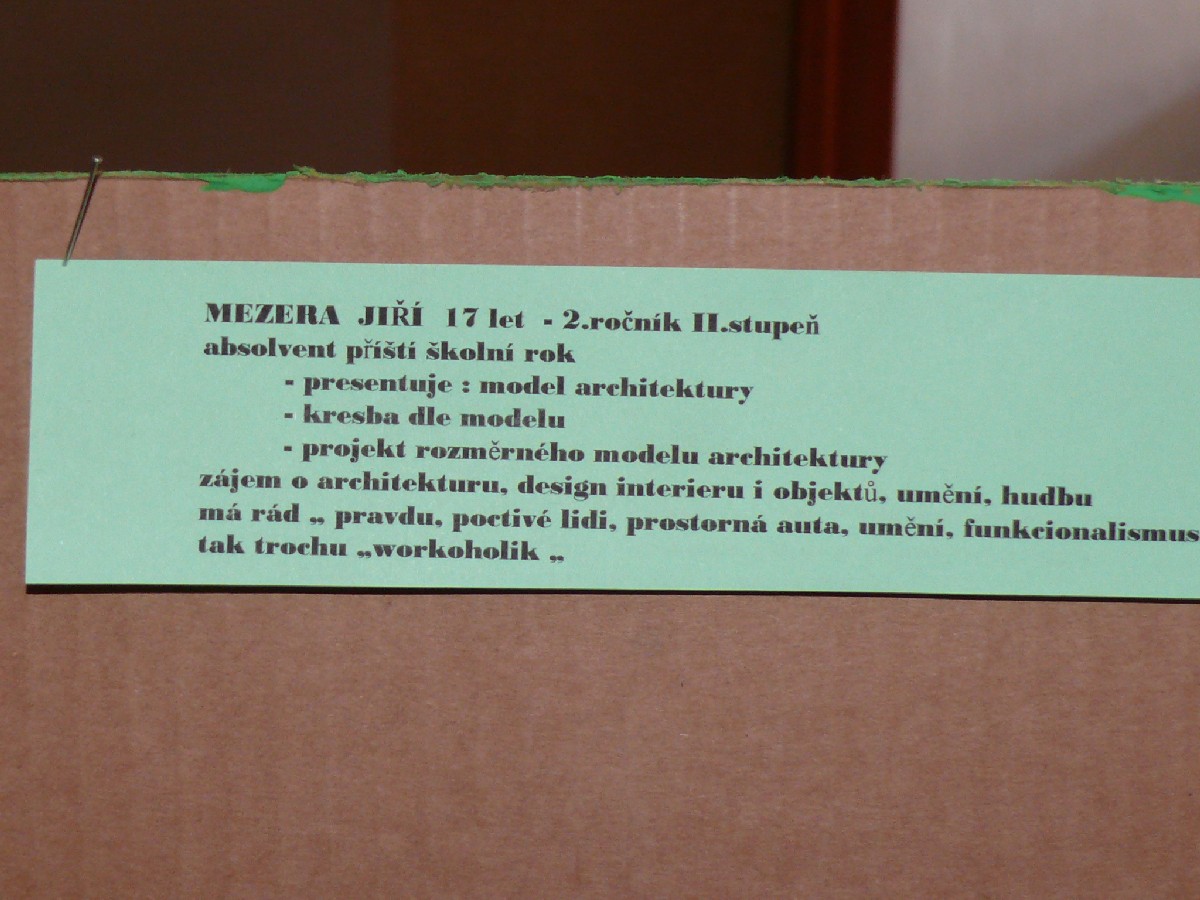 MEZERA JIŘÍ 17 let - 2.ročník II.stupeň
absolvent příští školní rok
- presentuje : model architektury
- kresba dle modelu
- projekt rozměrného modelu architektury
zájem o architekturu, design interieru i objektů, umění, hudbu
má rád „ pravdu, poctivé lidi, prostorná auta, umění, funkcionalismus
tak trochu „workoholik „